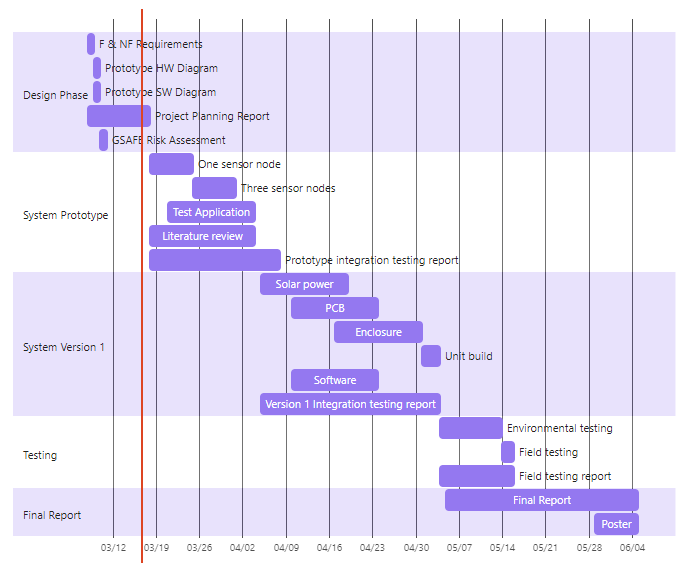 F & NF Requirements
Prototype HW Diagram
Prototype SW Diagram
Design Phase
Project Planning Report
GSAFE Risk Assessment
One sensor node
Three sensor nodes
Test Application
System Prototype
Literature review
Prototype integration testing report
Solar power
PCB
Enclosure
System Version 1
Unit build
Software
Version 1 Integration testing report
Environmental testing
Field testing
Testing
Field testing report
Final Report
Final Report
Poster
03/12 03/19 03/26 04/02 04/09 04/16 04/23 04/30 05/07 05/14 05/21 05/28 06/04